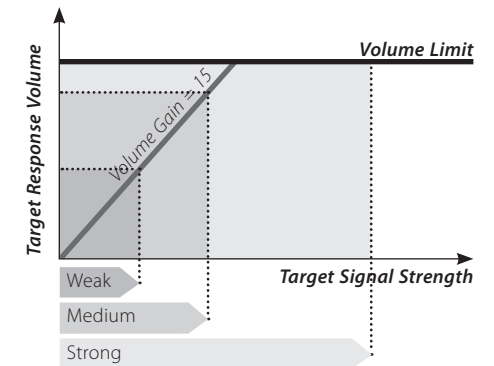 Volume Limit
Target Response Volume
Volume Gain = 15
Target Signal Strength
Weak
Medium
Strong